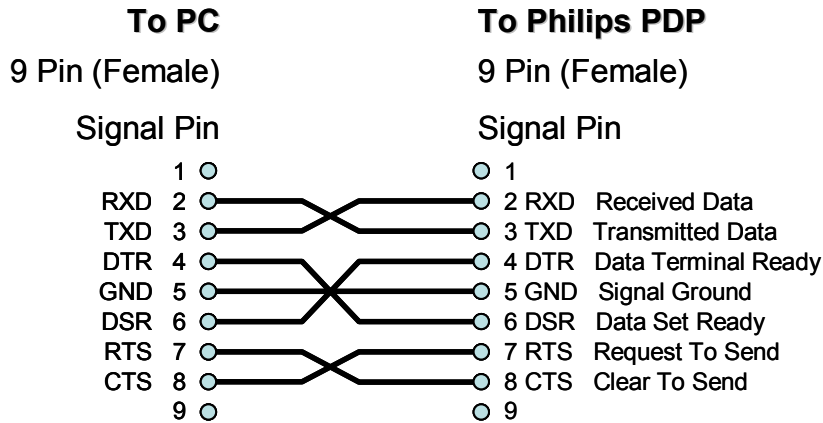 To PC To Philips PDP
9 Pin (Female) 9 Pin (Female)
Signal Pin Signal Pin
1 1
RXD 2 2 RXD Received Data
TXD 3 3 TXD Transmitted Data
DTR 4 4 DTR Data Terminal Ready
GND 5 5 GND Signal Ground
DSR 6 6 DSR Data Set Ready
RTS 7 7 RTS Request To Send
CTS 8 8 CTS Clear To Send
9 9